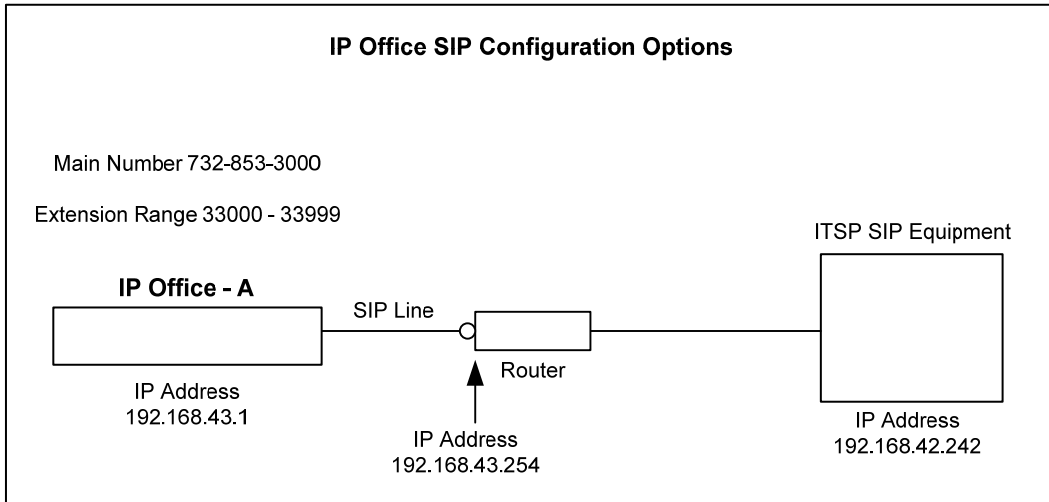 IP Office SIP Configuration Options
Main Number 732-853-3000
Extension Range 33000 - 33999
ITSP SIP Equipment
IP Office - A
SIP Line
Router
IP Address
192.168.43.1
IP Address
192.168.43.254
IP Address
192.168.42.242